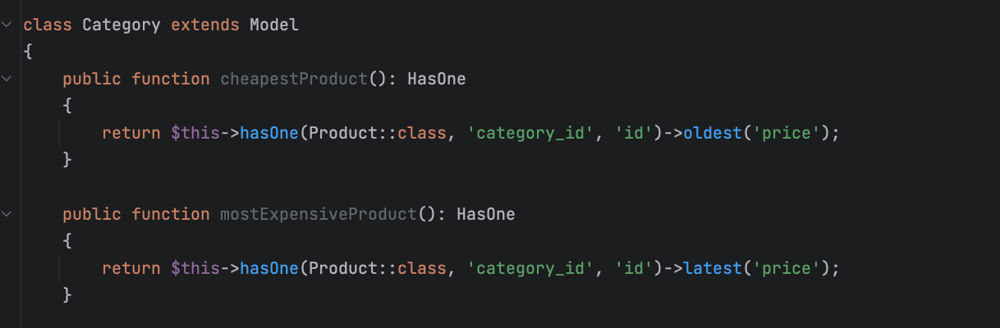 class Category extends Model
{
    public function cheapestProduct(): HasOne
    {
        return $this->hasOne(Product::class, 'category_id', 'id')->oldest('price');
    }

    public function mostExpensiveProduct(): HasOne
    {
        return $this->hasOne(Product::class, 'category_id', 'id')->latest('price');
    }